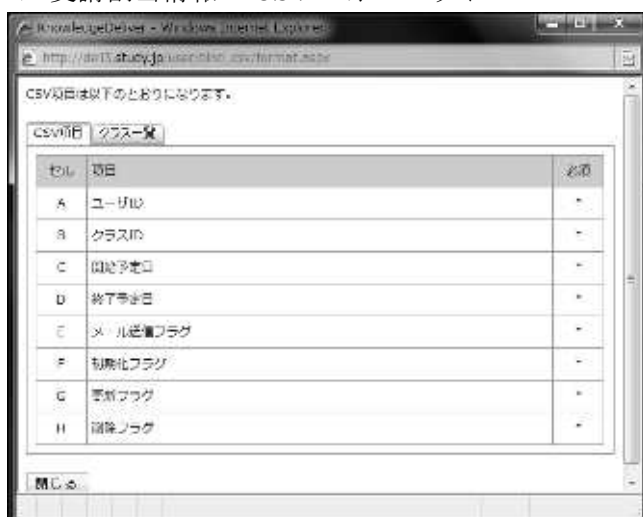 KnowledgeDeliver - Windows Internet Explorer
CSV項目は以下のとおりになります。
CSV項目 クラス一覧
セル 項目 必須
A ユーザID *
B クラスID *
C 開始予定日 *
D 終了予定日 *
E メール送信フラグ *
F 初期化フラグ
G 更新フラグ *
H 削除フラグ *
閉じる